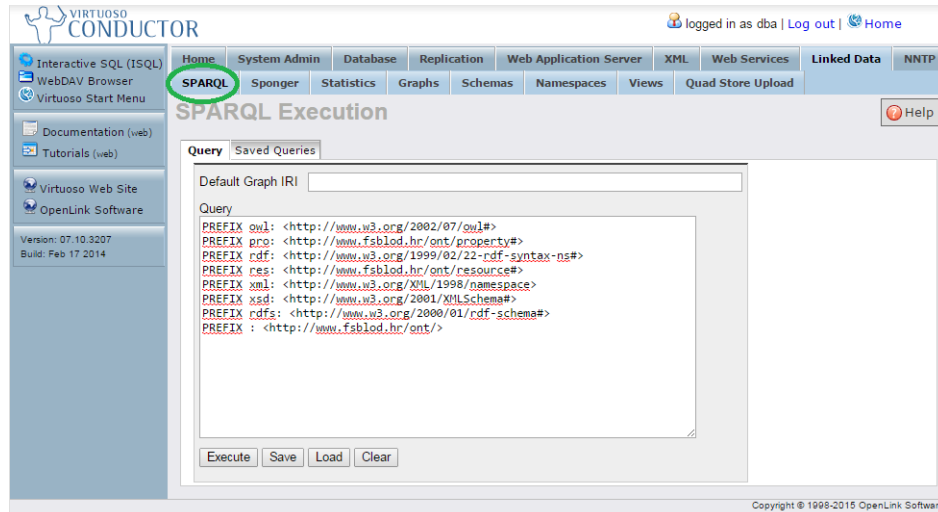 VIRTUOSO
CONDUCTOR
logged in as dba | Log out | Home
Interactive SQL (ISQL)
WebDAV Browser
Virtuoso Start Menu
Documentation (web)
Tutorials (web)
Virtuoso Web Site
OpenLink Software
Version: 07.10.3207
Build: Feb 17 2014
Home System Admin Database Replication Web Application Server XML Web Services Linked Data NNTP
SPARQL Sponger Statistics Graphs Schemas Namespaces Views Quad Store Upload
SPARQL Execution
Help
Query Saved Queries
Default Graph IRI
Query
PREFIX owl: <http://www.w3.org/2002/07/owl#>
PREFIX pro: <http://www.fsblod.hr/ont/property#>
PREFIX rdf: <http://www.w3.org/1999/02/22-rdf-syntax-ns#>
PREFIX res: <http://www.fsblod.hr/ont/resource#>
PREFIX xml: <http://www.w3.org/XML/1998/namespace>
PREFIX xsd: <http://www.w3.org/2001/XMLSchema#>
PREFIX rdfs: <http://www.w3.org/2000/01/rdf-schema#>
PREFIX : <http://www.fsblod.hr/ont/>
Execute Save Load Clear
Copyright © 1998-2015 OpenLink Softwar